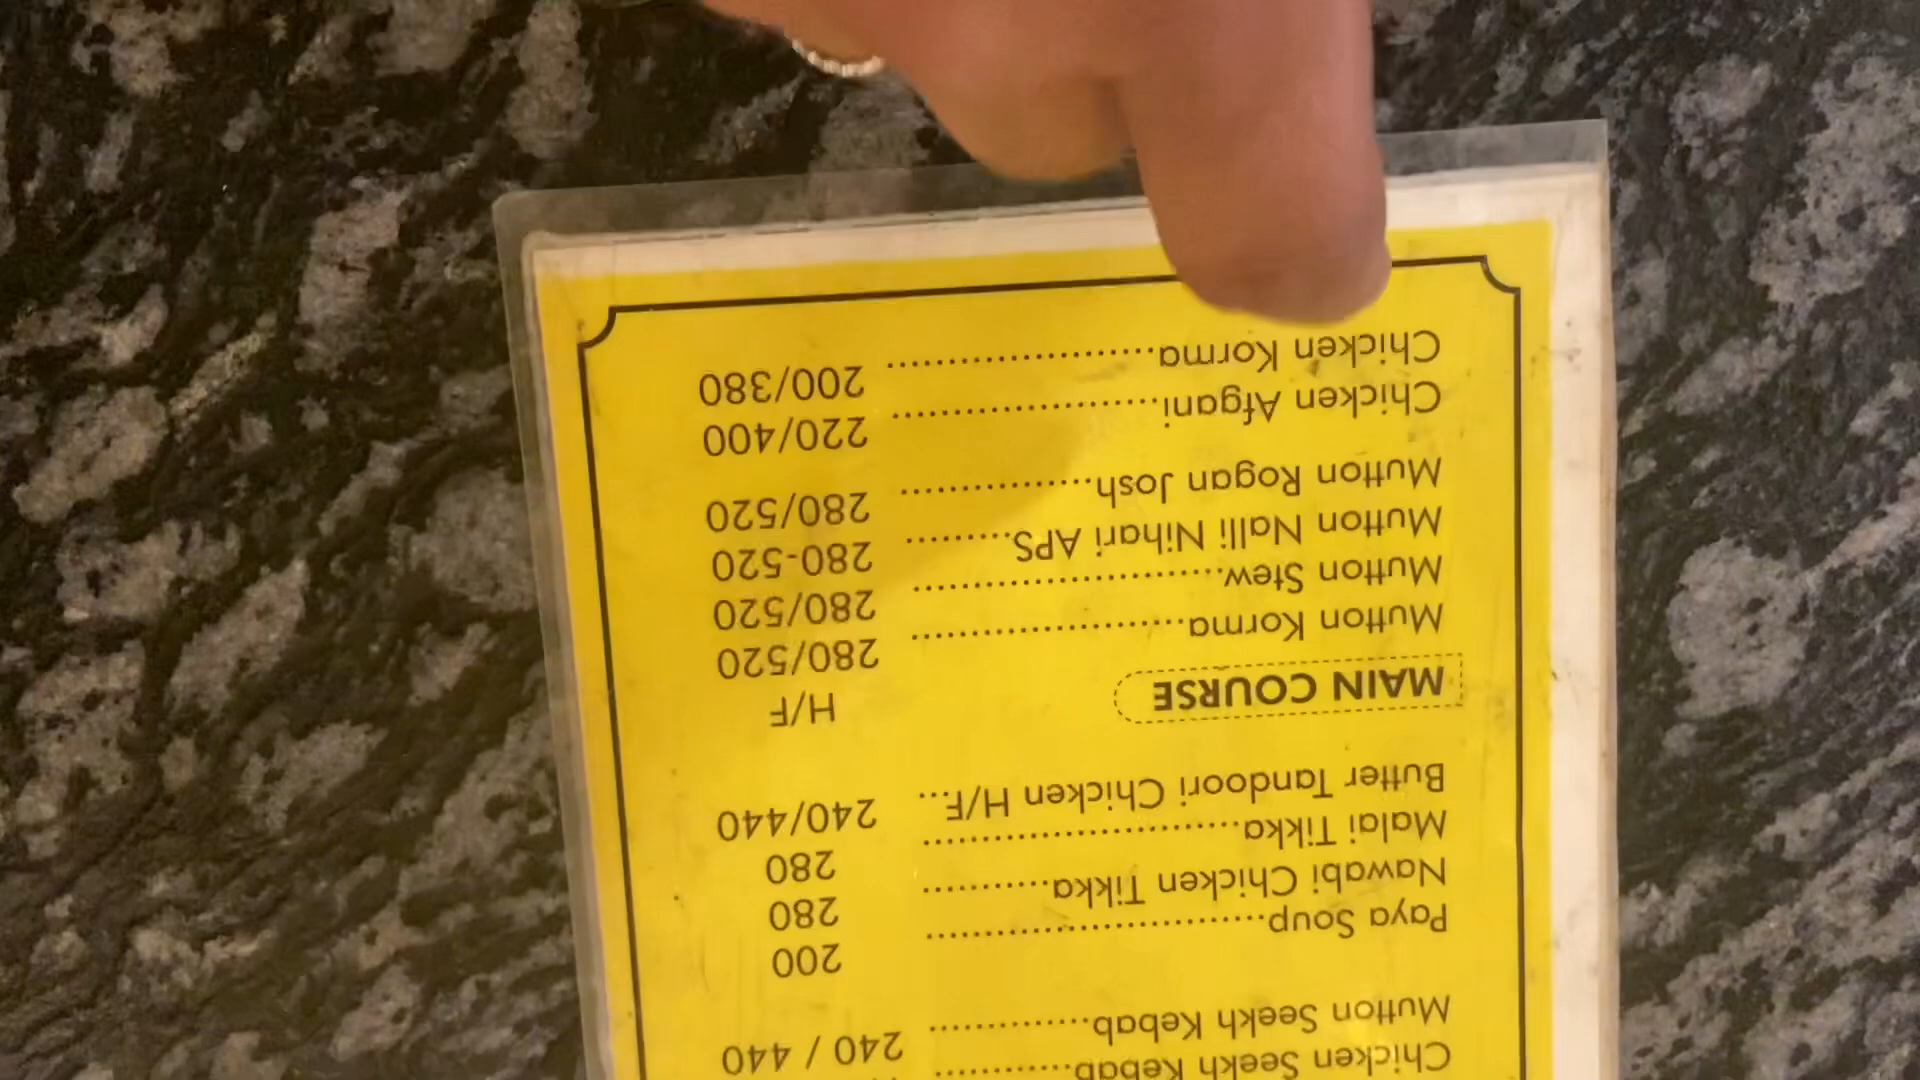 Chicken Seekh Kebab..........
Mutton Seekh Kebab............. 240 / 440
Paya Soup........................... 200
Nawabi Chicken Tikka............ 280
Malai Tikka............................. 280
Butter Tandoori Chicken H/F... 240/440
MAIN COURSE H/F
Mutton Korma...................... 280/520
Mutton Stew......................... 280/520
Mutton Nalli Nihari APS......... 280-520
Mutton Rogan Josh............... 280/520
Chicken Afgani...................... 220/400
Chicken Korma..................... 200/380